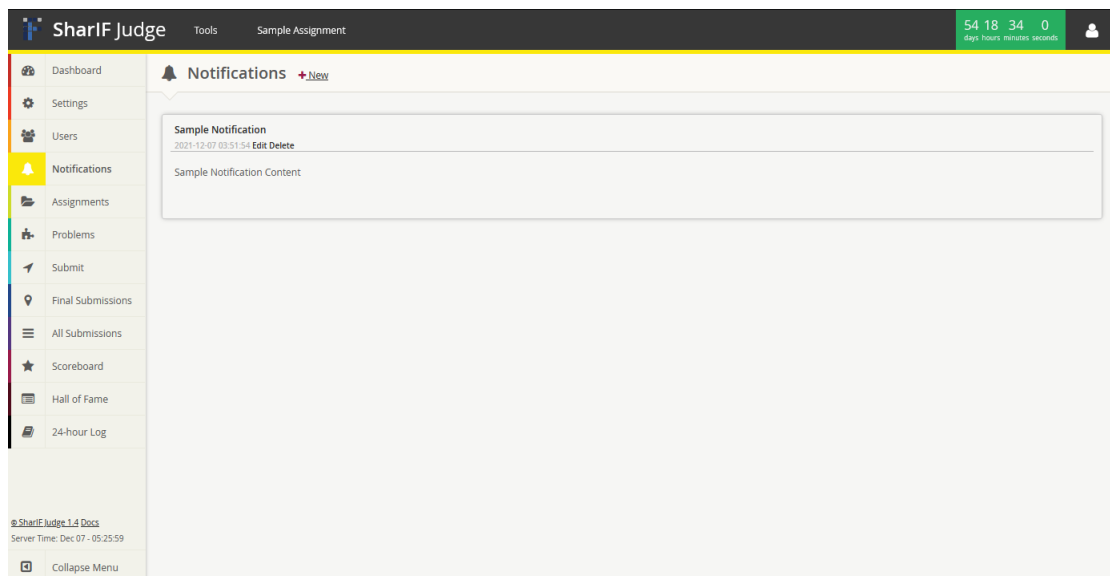 SharIF Judge Tools Sample Assignment 54 18 34 0
days hours minutes seconds
Dashboard
Settings
Users
Notifications
Assignments
Problems
Submit
Final Submissions
All Submissions
Scoreboard
Hall of Fame
24-hour Log
© SharIF Judge 1.4 Docs
Server Time: Dec 07 - 05:25:59
Collapse Menu
Notifications + New
Sample Notification
2021-12-07 03:51:54 Edit Delete
Sample Notification Content